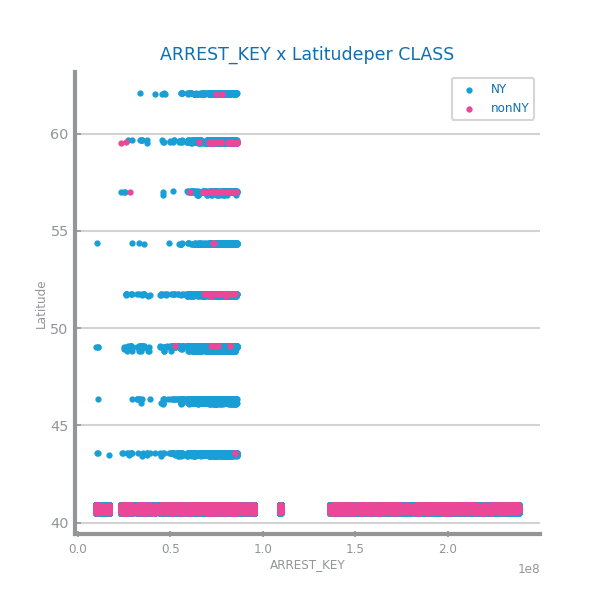 ARREST_KEY x Latitudeper CLASS
NY
nonNY
60
55
50
45
40
Latitude
0.0 0.5 1.0 1.5 2.0
ARREST_KEY
1e8